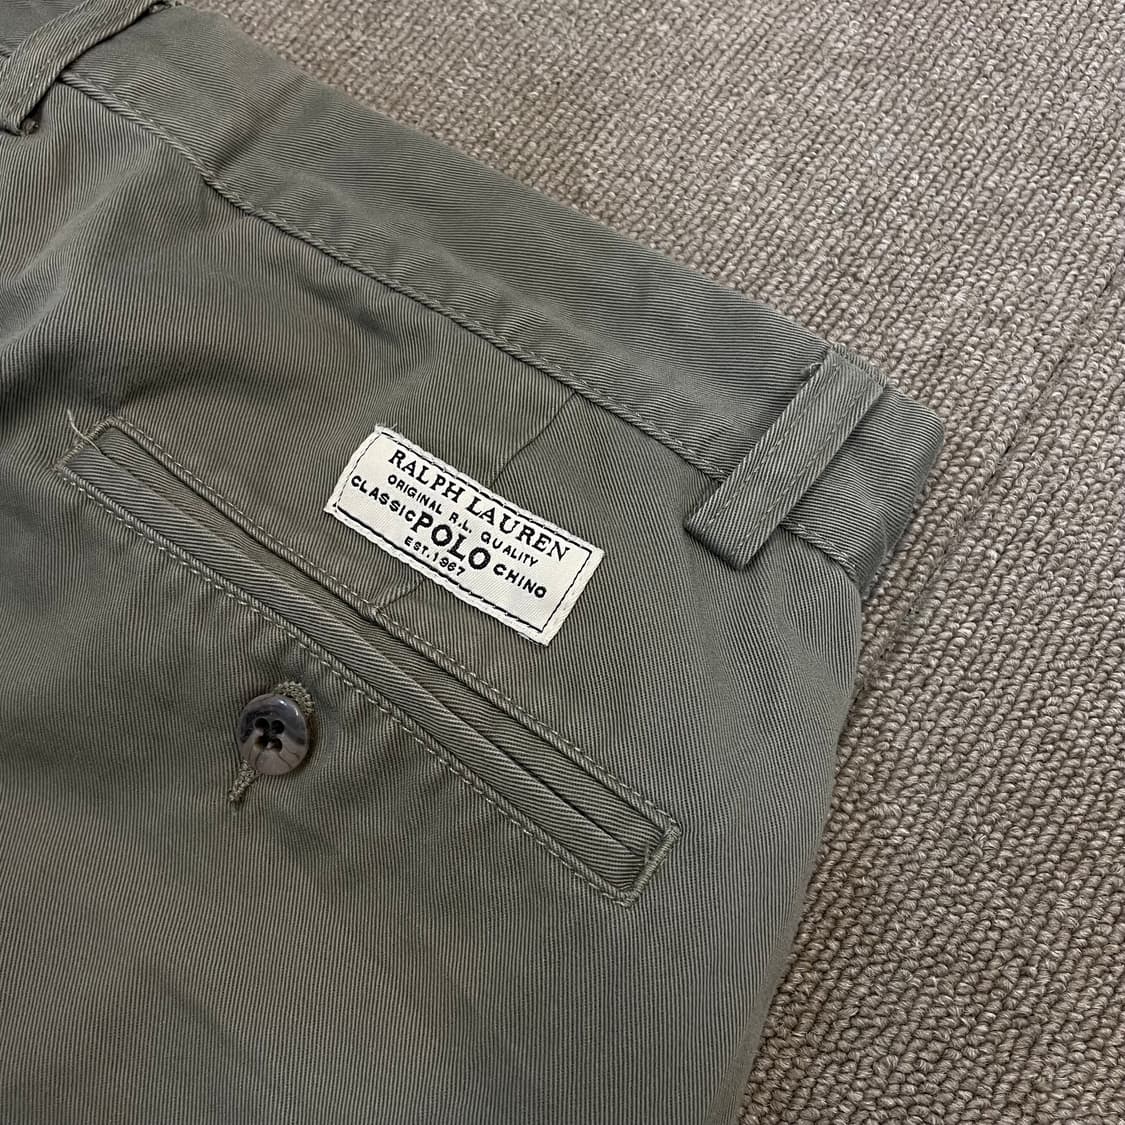 RALPH LAUREN
ORIGINAL R.L. QUALITY
CLASSIC POLO CHINO
EST.1967